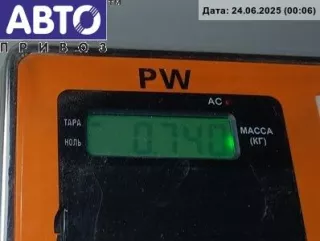 АВТО
ПРИВОЗ
Дата: 24.06.2025 (00:06)
PW
AC
ТАРА
НОЛЬ
0.740
МАССА
(КГ)